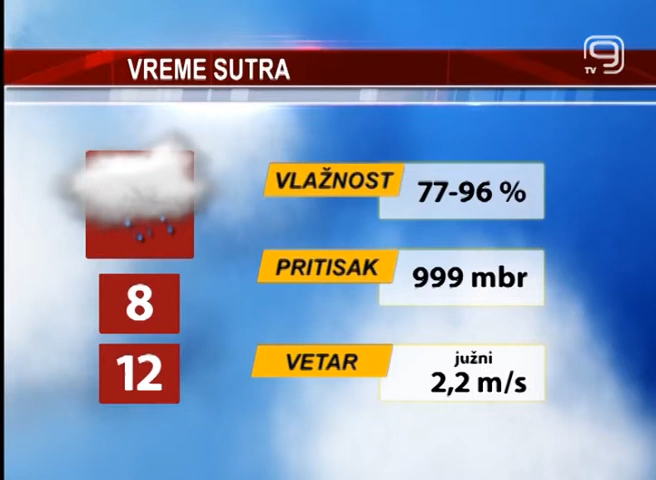 VREME SUTRA
9
TV
VLAŽNOST
77-96 %
PRITISAK
999 mbr
8
12
VETAR
južni
2,2 m/s